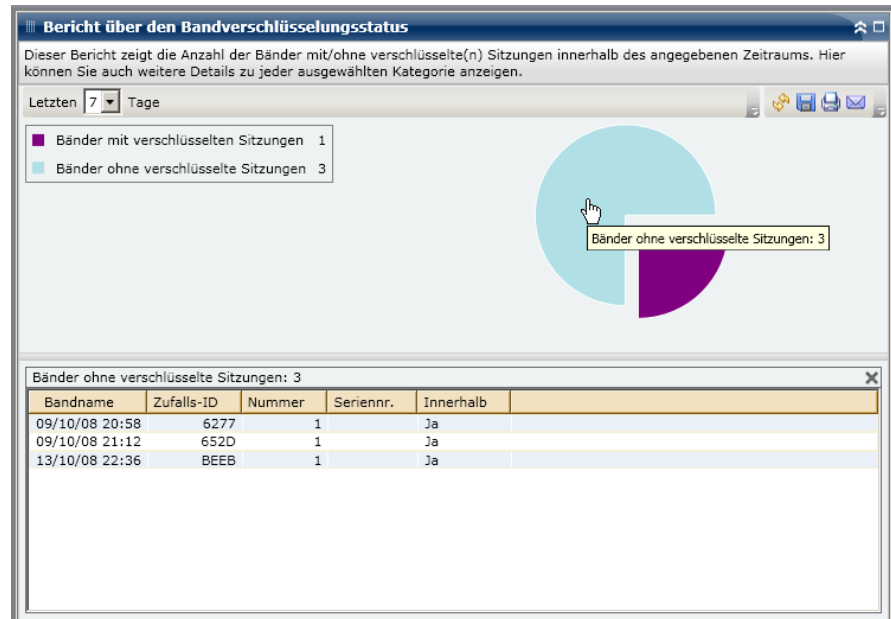 Bericht über den Bandverschlüsselungsstatus
Dieser Bericht zeigt die Anzahl der Bänder mit/ohne verschlüsselte(n) Sitzungen innerhalb des angegebenen Zeitraums. Hier
können Sie auch weitere Details zu jeder ausgewählten Kategorie anzeigen.
Letzten 7 Tage
Bänder mit verschlüsselten Sitzungen 1
Bänder ohne verschlüsselte Sitzungen 3
Bänder ohne verschlüsselte Sitzungen: 3
Bänder ohne verschlüsselte Sitzungen: 3
Bandname Zufalls-ID Nummer Seriennr. Innerhalb
09/10/08 20:58 6277 1 Ja
09/10/08 21:12 652D 1 Ja
13/10/08 22:36 BEEB 1 Ja